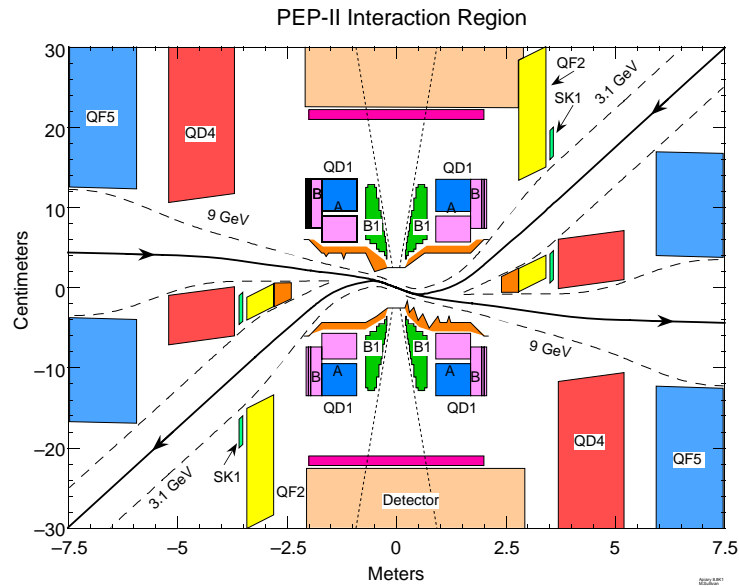 PEP-II Interaction Region
30
20
10
0
−10
−20
−30
Centimeters
−7.5
−5
−2.5
0
2.5
5
7.5
Meters
QF5
QD4
QF2
SK1
3.1 GeV
9 GeV
QD1
QD1
B
A
B1
A
B
B1
B1
B
A
A
B
QD1
QD1
9 GeV
3.1 GeV
SK1
QF2
Detector
QD4
QF5